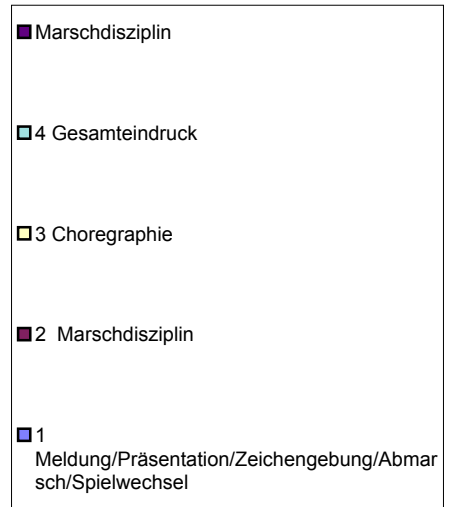 Marschdisziplin
4 Gesamteindruck
3 Choregraphie
2  Marschdisziplin
1
Meldung/Präsentation/Zeichengebung/Abmar
sch/Spielwechsel